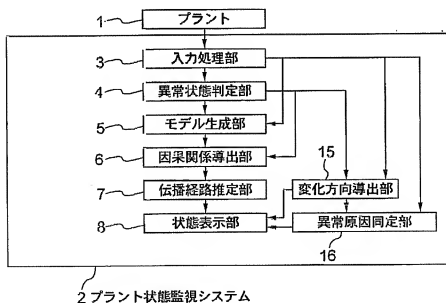 1 プラント
3 入力処理部
4 異常状態判定部
5 モデル生成部
6 因果関係導出部
15
7 伝播経路推定部 変化方向導出部
8 状態表示部 異常原因同定部
16
2 プラント状態監視システム